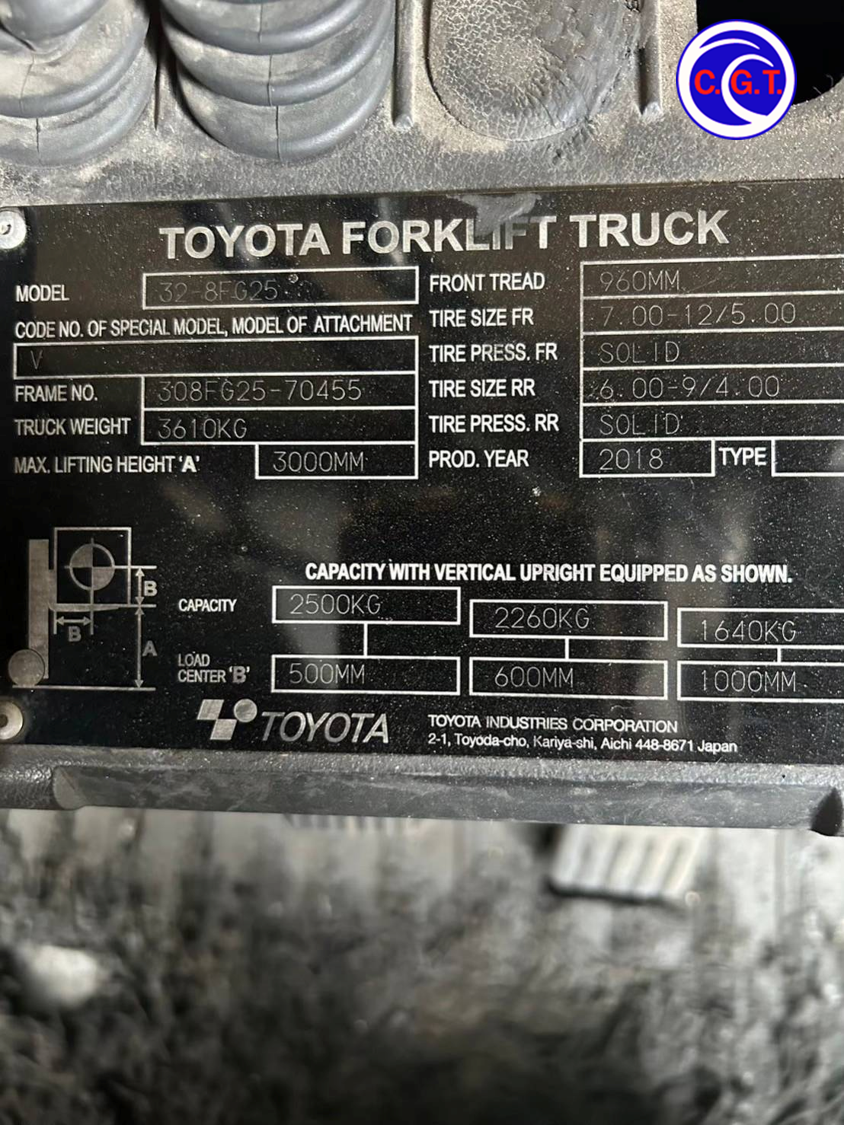 C.G.T.
TOYOTA FORKLIFT TRUCK
MODEL 32-8FG25
CODE NO. OF SPECIAL MODEL, MODEL OF ATTACHMENT
V
FRAME NO. 308FG25-70455
TRUCK WEIGHT 3610KG
MAX. LIFTING HEIGHT 'A' 3000MM
FRONT TREAD 960MM
TIRE SIZE FR 7.00-12/5.00
TIRE PRESS. FR SOLID
TIRE SIZE RR 6.00-9/4.00
TIRE PRESS. RR SOLID
PROD. YEAR 2018 TYPE
CAPACITY WITH VERTICAL UPRIGHT EQUIPPED AS SHOWN.
B
B
A
CAPACITY 2500KG 2260KG 1640KG
LOAD
CENTER 'B' 500MM 600MM 1000MM
TOYOTA
TOYOTA INDUSTRIES CORPORATION
2-1, Toyoda-cho, Kariya-shi, Aichi 448-8671 Japan